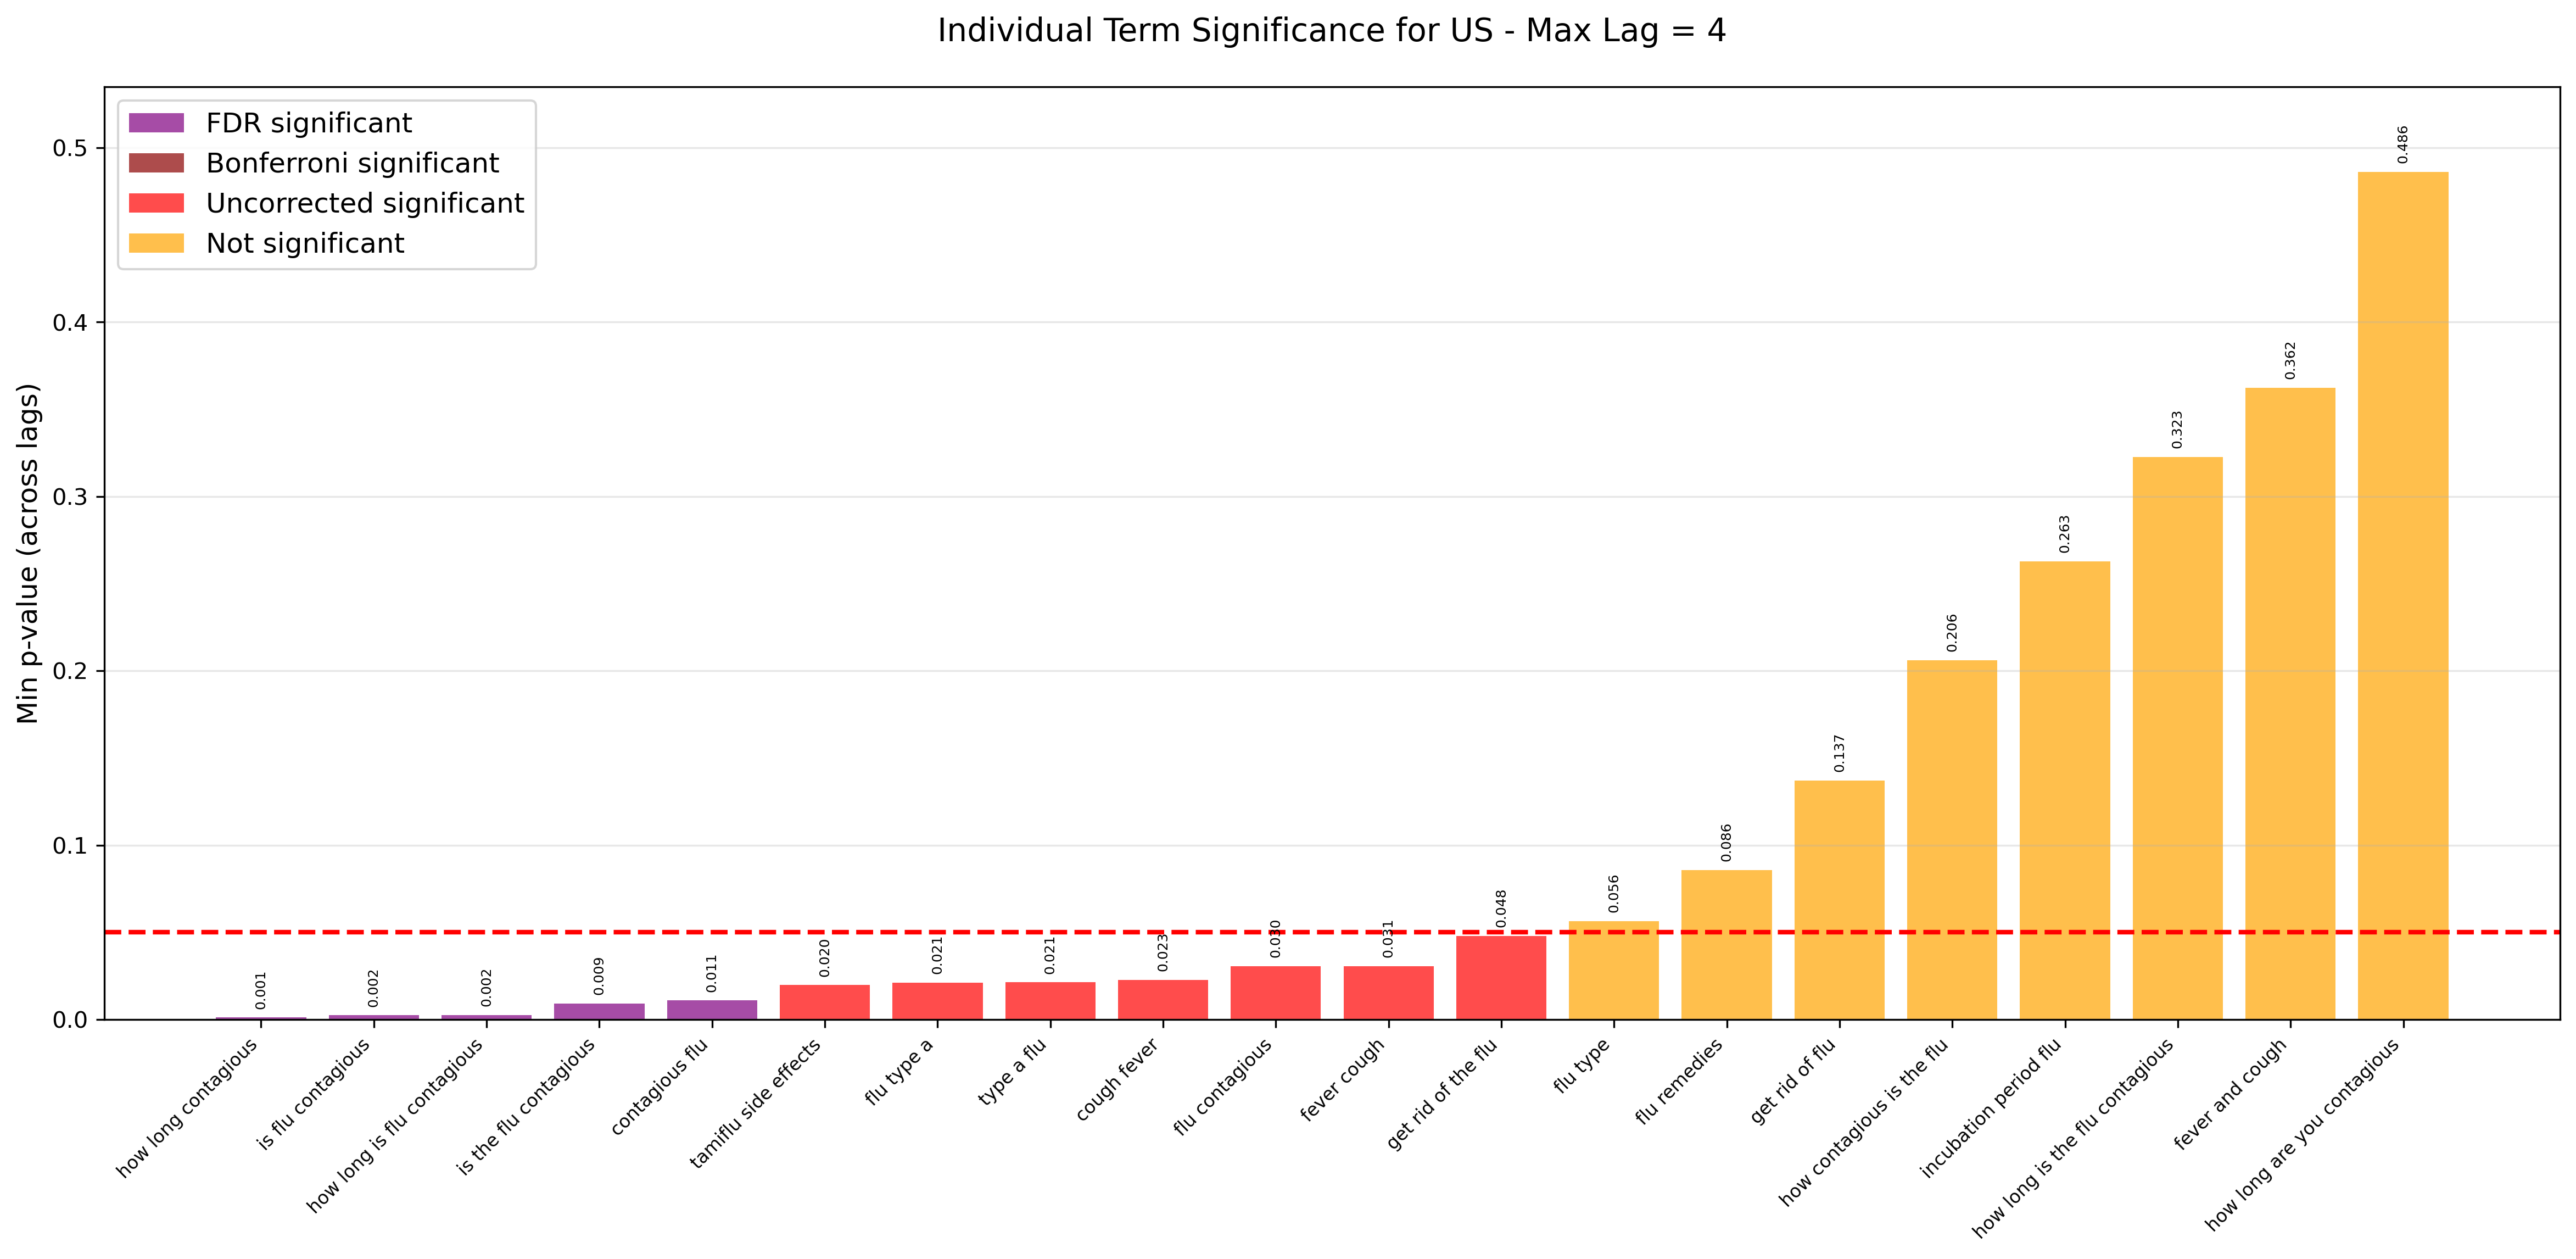 Individual Term Significance for US - Max Lag = 4
FDR significant
Bonferroni significant
Uncorrected significant
Not significant
Min p-value (across lags)
0.5
0.4
0.3
0.2
0.1
0.0
0.001
0.002
0.002
0.009
0.011
0.020
0.021
0.021
0.023
0.030
0.031
0.048
0.056
0.086
0.137
0.206
0.263
0.323
0.362
0.486
how long contagious
is flu contagious
how long is flu contagious
is the flu contagious
contagious flu
tamiflu side effects
flu type a
type a flu
cough fever
flu contagious
fever cough
get rid of the flu
flu type
flu remedies
get rid of flu
how contagious is the flu
incubation period flu
how long is the flu contagious
fever and cough
how long are you contagious